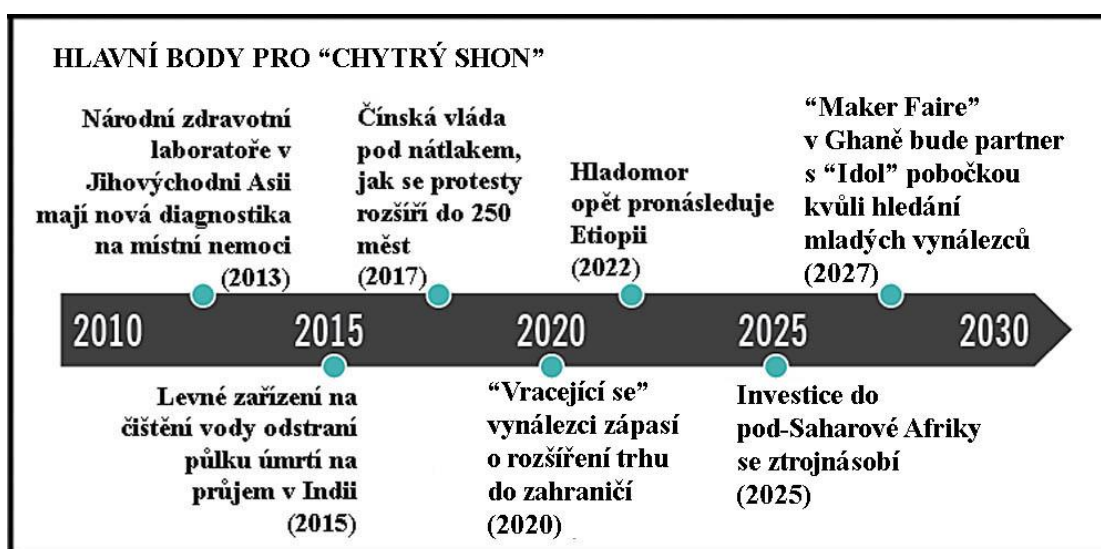 HLAVNÍ BODY PRO “CHYTRÝ SHON”
Národní zdravotní
laboratoře v
Jihovýchodni Asii
mají nová diagnostika
na místní nemoci
(2013)
Čínská vláda
pod nátlakem,
jak se protesty
rozšíří do 250
měst
(2017)
Hladomor
opět pronásleduje
Etiopii
(2022)
“Maker Faire”
v Ghaně bude partner
s “Idol” pobočkou
kvůli hledání
mladých vynálezců
(2027)
2010 2015 2020 2025 2030
Levné zařízení na
čištění vody odstraní
půlku úmrtí na
průjem v Indii
(2015)
“Vracející se”
vynálezci zápasí
o rozšíření trhu
do zahraničí
(2020)
Investice do
pod-Saharové Afriky
se ztrojnásobí
(2025)